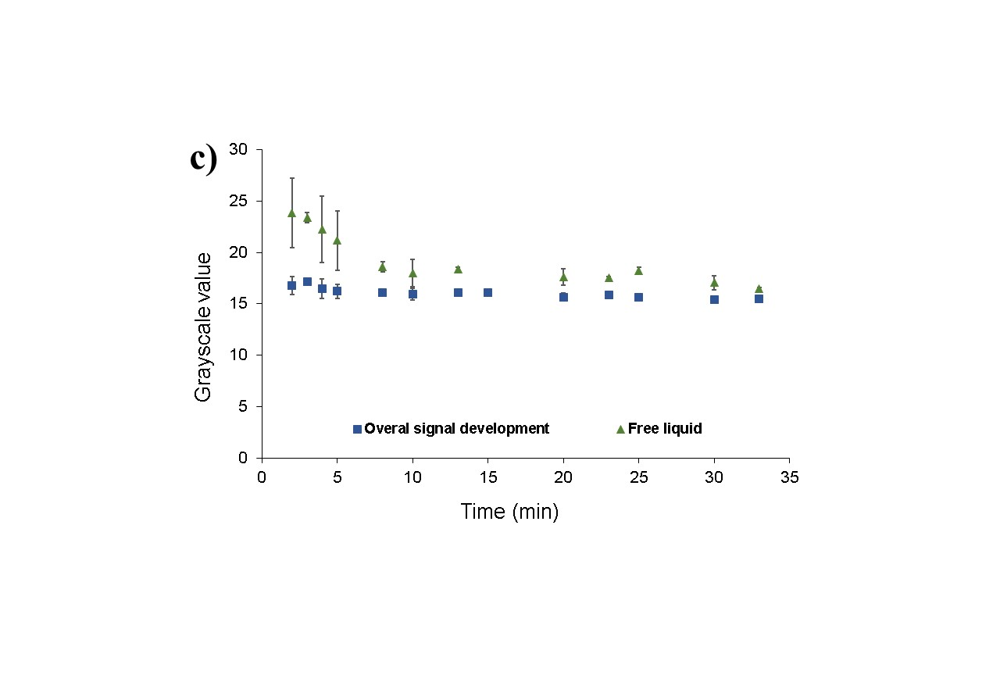 c)
30
25
20
15
10
5
0
Grayscale value
Overal signal development
Free liquid
0 5 10 15 20 25 30 35
Time (min)